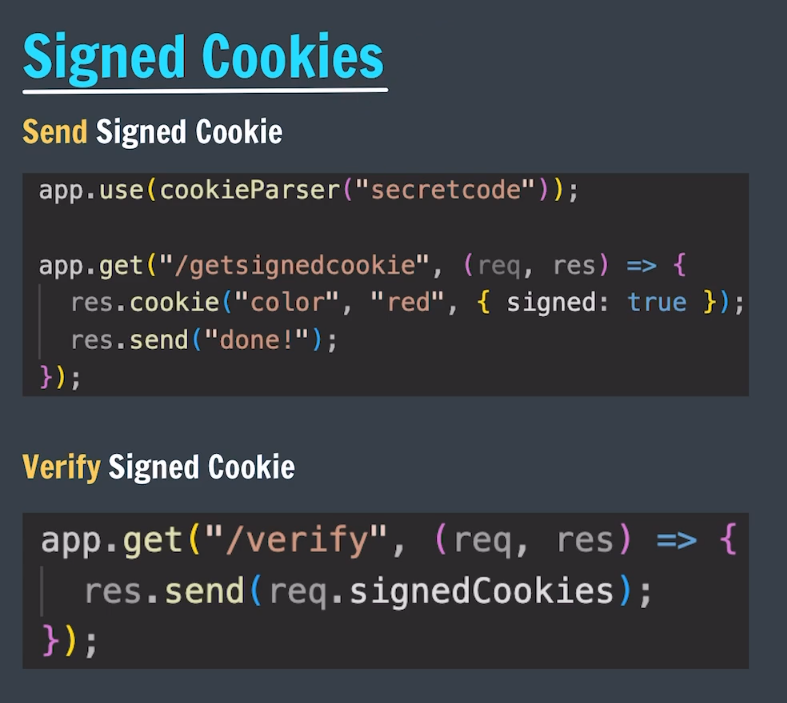 Signed Cookies
Send Signed Cookie
app.use(cookieParser("secretcode"));
app.get("/getsignedcookie", (req, res) => {
res.cookie("color", "red", { signed: true });
res.send("done!");
});
Verify Signed Cookie
app.get("/verify", (req, res) => {
res.send(req.signedCookies);
});